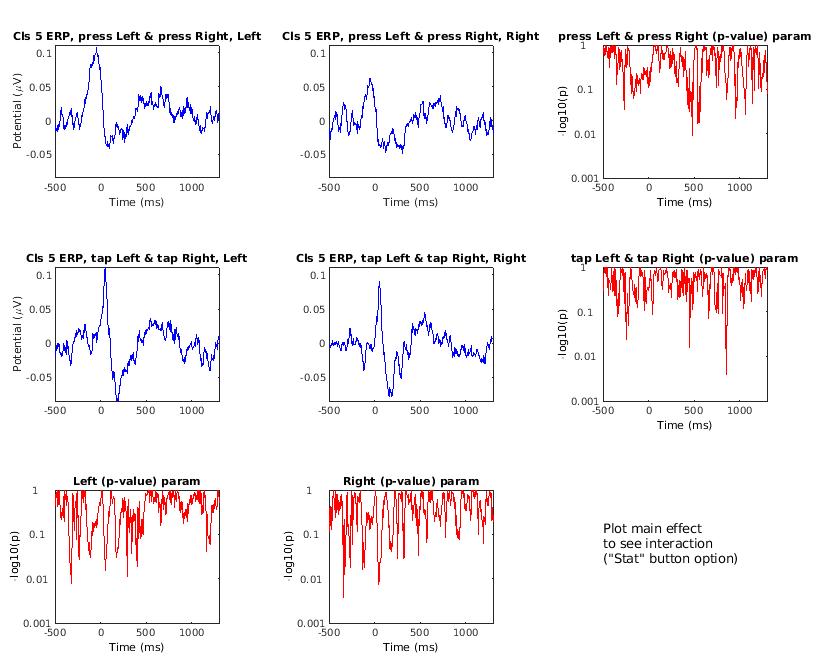 Cls 5 ERP, press Left & press Right, Left
Cls 5 ERP, press Left & press Right, Right
press Left & press Right (p-value) param
0.1
0.05
0
-0.05
Potential (μV)
-500 0 500 1000
Time (ms)
0.1
0.05
0
-0.05
-500 0 500 1000
Time (ms)
1
0.1
0.01
0.001
-log10(p)
-500 0 500 1000
Time (ms)
Cls 5 ERP, tap Left & tap Right, Left
Cls 5 ERP, tap Left & tap Right, Right
tap Left & tap Right (p-value) param
0.1
0.05
0
-0.05
Potential (μV)
-500 0 500 1000
Time (ms)
0.1
0.05
0
-0.05
-500 0 500 1000
Time (ms)
1
0.1
0.01
0.001
-log10(p)
-500 0 500 1000
Time (ms)
Left (p-value) param
Right (p-value) param
1
0.1
0.01
0.001
-log10(p)
-500 0 500 1000
Time (ms)
1
0.1
0.01
0.001
-log10(p)
-500 0 500 1000
Time (ms)
Plot main effect
to see interaction
("Stat" button option)